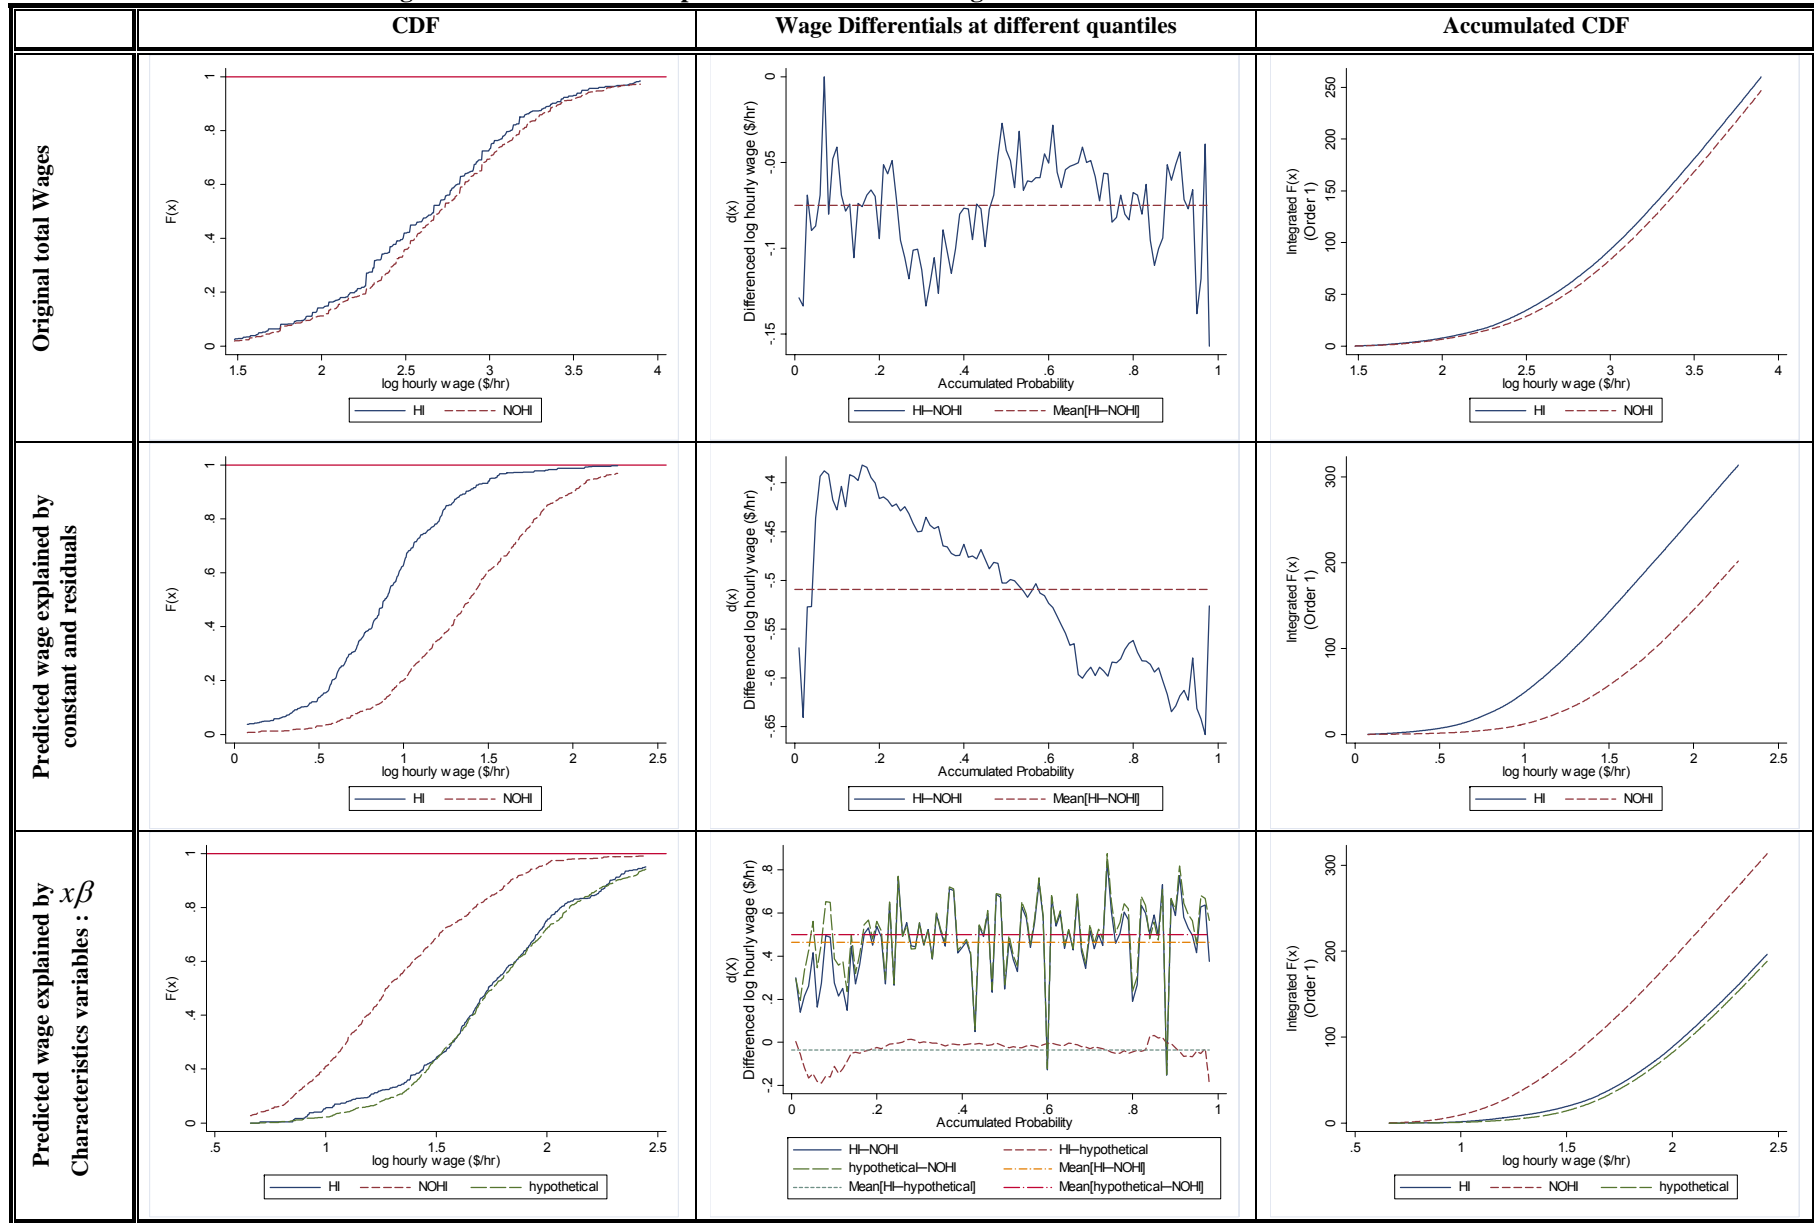 CDF
Wage Differentials at different quantiles
Accumulated CDF
Original total Wages
F(x)
0
.2
.4
.6
.8
1
1.5
2
2.5
3
3.5
4
log hourly wage ($/hr)
HI
NOHI
d(x)
Differenced log hourly wage ($/hr)
-.15
-.1
-.05
0
0
.2
.4
.6
.8
1
Accumulated Probability
HI—NOHI
Mean[HI—NOHI]
Integrated F(x)
(Order 1)
0
50
100
150
200
250
1.5
2
2.5
3
3.5
4
log hourly wage ($/hr)
HI
NOHI
Predicted wage explained by
constant and residuals
F(x)
0
.2
.4
.6
.8
1
0
.5
1
1.5
2
2.5
log hourly wage ($/hr)
HI
NOHI
d(x)
Differenced log hourly wage ($/hr)
-.65
-.6
-.55
-.5
-.45
-.4
0
.2
.4
.6
.8
1
Accumulated Probability
HI—NOHI
Mean[HI—NOHI]
Integrated F(x)
(Order 1)
0
100
200
300
0
.5
1
1.5
2
2.5
log hourly wage ($/hr)
HI
NOHI
Predicted wage explained by
Characteristics variables : xβ
F(x)
0
.2
.4
.6
.8
1
.5
1
1.5
2
2.5
log hourly wage ($/hr)
HI
NOHI
hypothetical
d(X)
Differenced log hourly wage ($/hr)
-.2
0
.2
.4
.6
.8
0
.2
.4
.6
.8
1
Accumulated Probability
HI—NOHI
HI—hypothetical
hypothetical—NOHI
Mean[HI—NOHI]
Mean[HI—hypothetical]
Mean[hypothetical—NOHI]
Integrated F(x)
(Order 1)
0
100
200
300
.5
1
1.5
2
2.5
log hourly wage ($/hr)
HI
NOHI
hypothetical